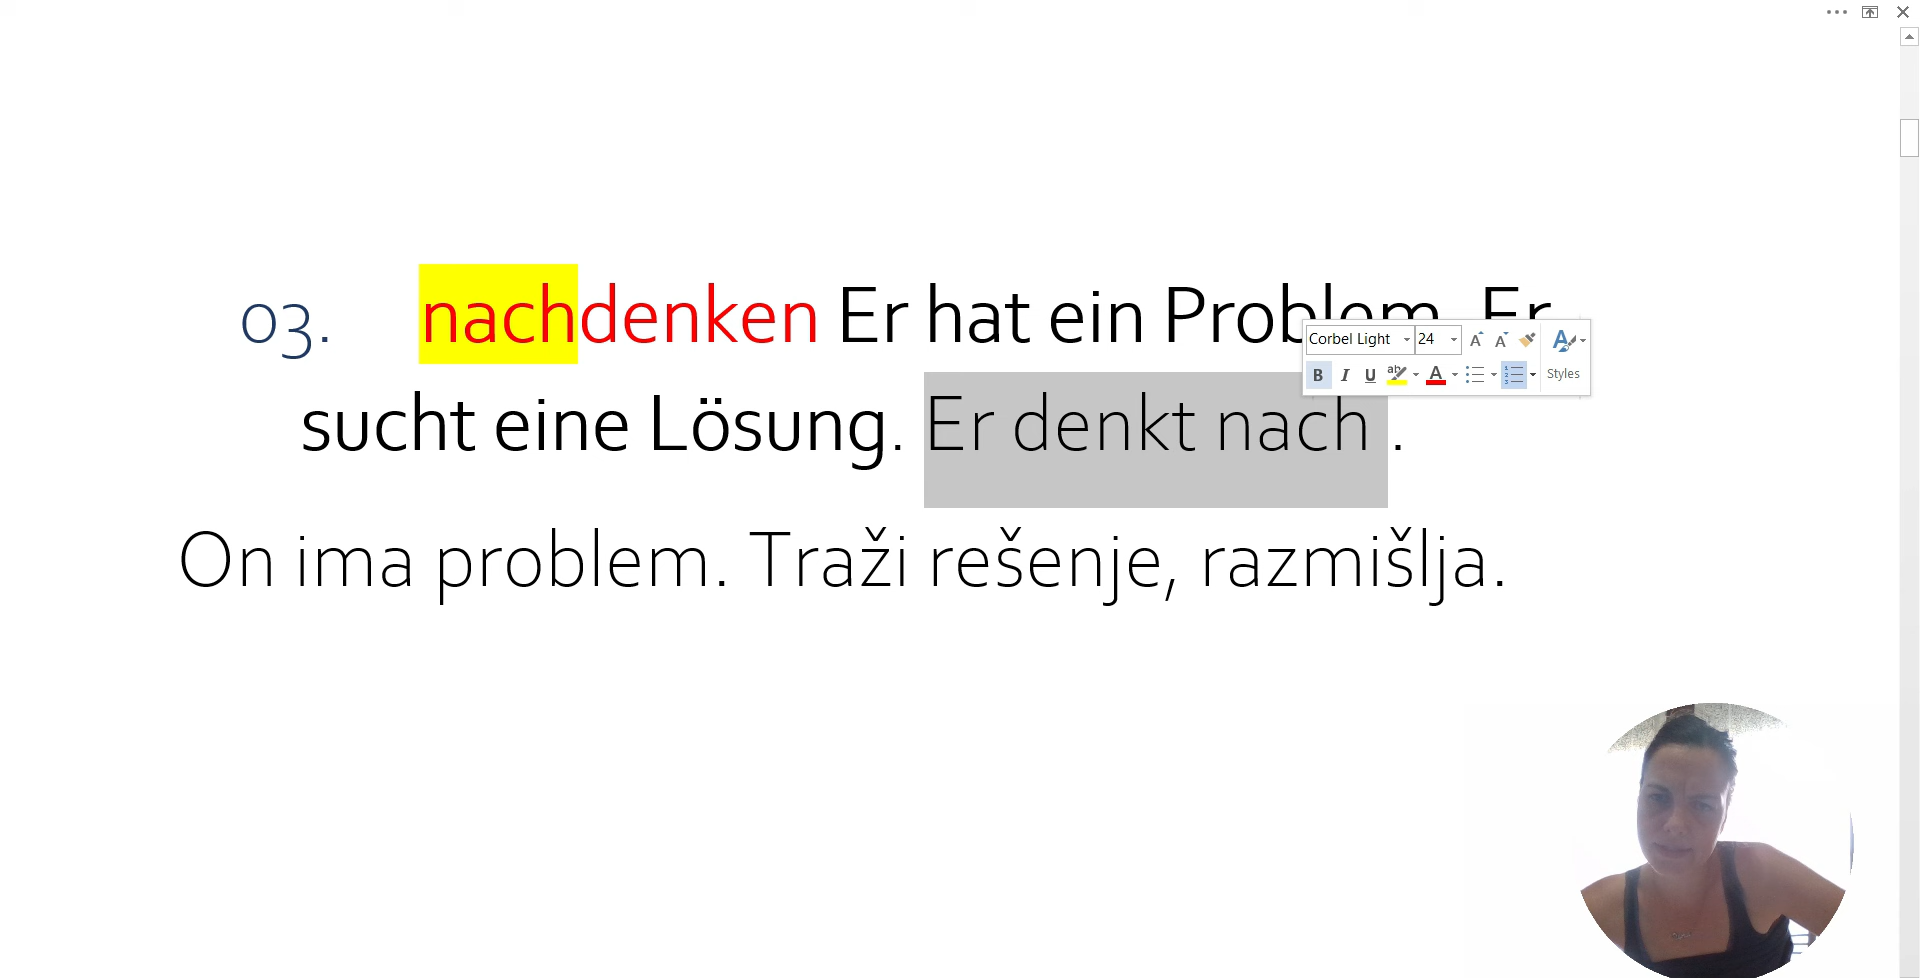 03. nachdenken Er hat ein Problem. Er
Corbel Light 24
B I U Styles
sucht eine Lösung. Er denkt nach .
On ima problem. Traži rešenje, razmišlja.